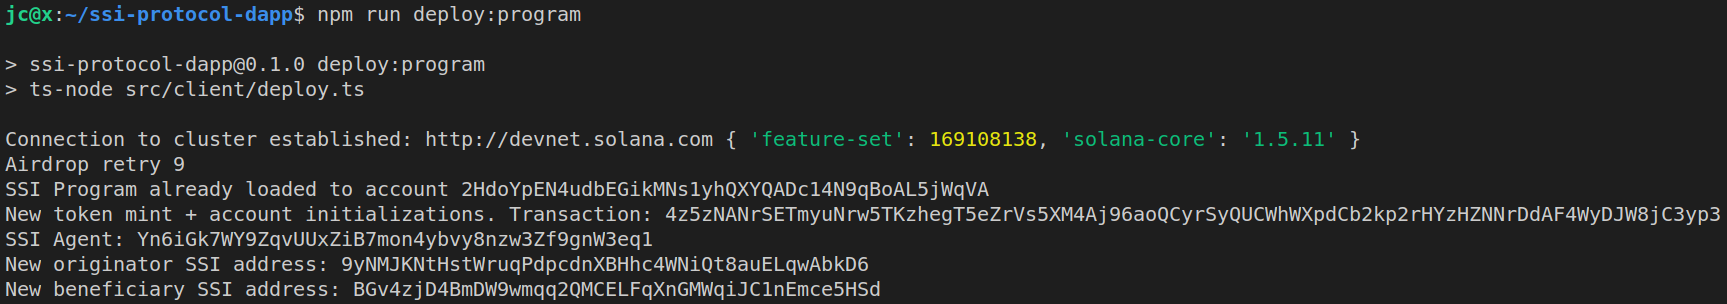 jc@x:~/ssi-protocol-dapp$ npm run deploy:program
> ssi-protocol-dapp@0.1.0 deploy:program
> ts-node src/client/deploy.ts
Connection to cluster established: http://devnet.solana.com { 'feature-set': 169108138, 'solana-core': '1.5.11' }
Airdrop retry 9
SSI Program already loaded to account 2HdoYpEN4udbEGikMNs1yhQXYQADc14N9qBoAL5jWqVA
New token mint + account initializations. Transaction: 4z5zNANrSETmyuNrw5TKzhegT5eZrVs5XM4Aj96aoQCyrSyQUCWhWXpdCb2kp2rHYzHZNNrDdAF4WyDJW8jC3yp3
SSI Agent: Yn6iGk7WY9ZqvUUxZiB7mon4ybvy8nzw3Zf9gnW3eq1
New originator SSI address: 9yNMJKNtHstWruqPdpcdnXBHhc4WNiQt8auELqwAbkD6
New beneficiary SSI address: BGv4zjD4BmDW9wmqq2QMCELFqXnGMWqiJC1nEmce5HSd